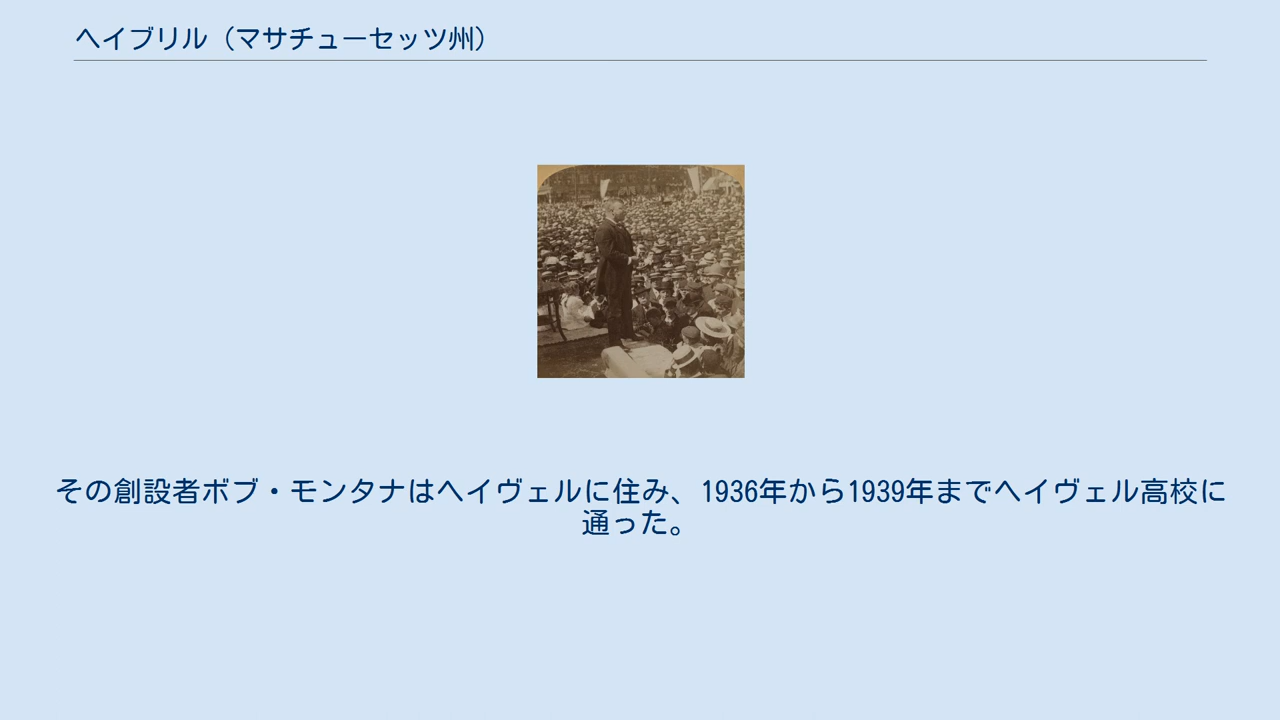 ヘイブリル（マサチューセッツ州）
その創設者ボブ・モンタナはヘイヴェルに住み、1936年から1939年までヘイヴェル高校に
通った。